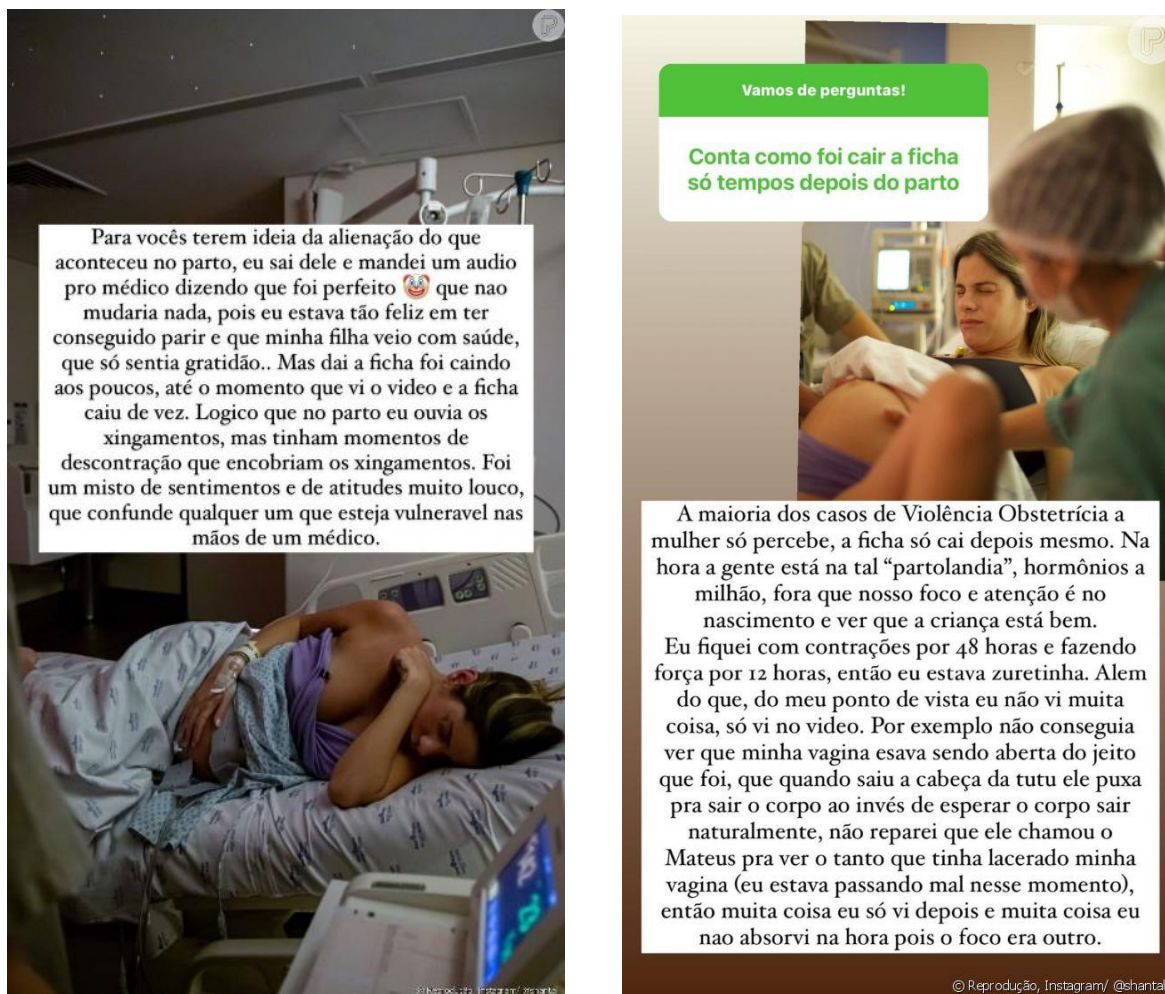 Para vocês terem ideia da alienação do que
aconteceu no parto, eu sai dele e mandei um audio
pro médico dizendo que foi perfeito 🤡 que nao
mudaria nada, pois eu estava tão feliz em ter
conseguido parir e que minha filha veio com saúde,
que só sentia gratidão.. Mas dai a ficha foi caindo
aos poucos, até o momento que vi o video e a ficha
caiu de vez. Logico que no parto eu ouvia os
xingamentos, mas tinham momentos de
descontração que encobriam os xingamentos. Foi
um misto de sentimentos e de atitudes muito louco,
que confunde qualquer um que esteja vulneravel nas
mãos de um médico.
© Reprodução, Instagram/ @shantal
Vamos de perguntas!
Conta como foi cair a ficha
só tempos depois do parto
A maioria dos casos de Violência Obstetrícia a
mulher só percebe, a ficha só cai depois mesmo. Na
hora a gente está na tal “partolandia”, hormônios a
milhão, fora que nosso foco e atenção é no
nascimento e ver que a criança está bem.
Eu fiquei com contrações por 48 horas e fazendo
força por 12 horas, então eu estava zuretinha. Alem
do que, do meu ponto de vista eu não vi muita
coisa, só vi no video. Por exemplo não conseguia
ver que minha vagina esava sendo aberta do jeito
que foi, que quando saiu a cabeça da tutu ele puxa
pra sair o corpo ao invés de esperar o corpo sair
naturalmente, não reparei que ele chamou o
Mateus pra ver o tanto que tinha lacerado minha
vagina (eu estava passando mal nesse momento),
então muita coisa eu só vi depois e muita coisa eu
nao absorvi na hora pois o foco era outro.
© Reprodução, Instagram/ @shantal